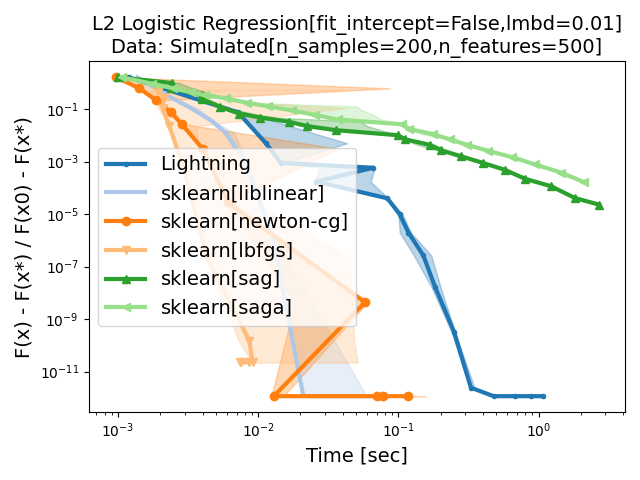 L2 Logistic Regression[fit_intercept=False,lmbd=0.01]
Data: Simulated[n_samples=200,n_features=500]
F(x) - F(x*) / F(x0) - F(x*)
10⁻¹
10⁻³
10⁻⁵
10⁻⁷
10⁻⁹
10⁻¹¹
Lightning
sklearn[liblinear]
sklearn[newton-cg]
sklearn[lbfgs]
sklearn[sag]
sklearn[saga]
10⁻³ 10⁻² 10⁻¹ 10⁰
Time [sec]